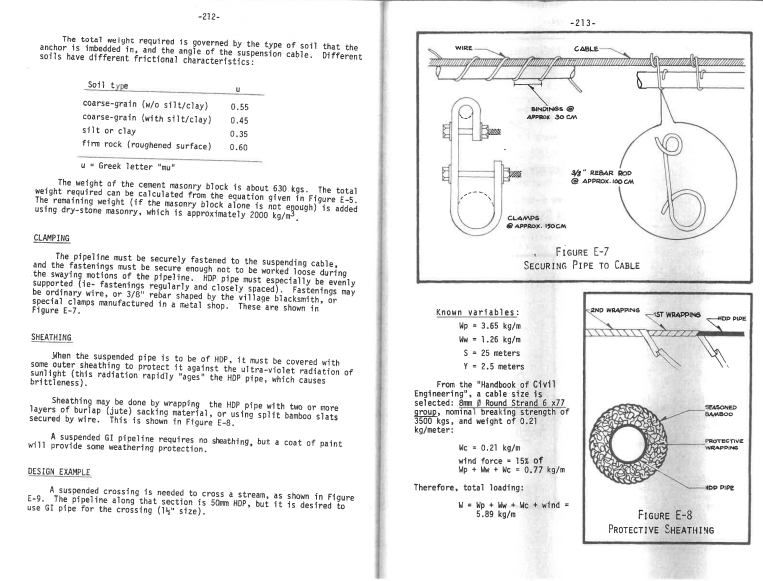 -212-
The total weight required is governed by the type of soil that the
anchor is imbedded in, and the angle of the suspension cable.  Different
soils have different frictional characteristics:
Soil type u
coarse-grain (w/o silt/clay) 0.55
coarse-grain (with silt/clay) 0.45
silt or clay 0.35
firm rock (roughened surface) 0.60
u = Greek letter "mu"
The weight of the cement masonry block is about 630 kgs.  The total
weight required can be calculated from the equation given in Figure E-5.
The remaining weight (if the masonry block alone is not enough) is added
using dry-stone masonry, which is approximately 2000 kg/m³.
CLAMPING
The pipeline must be securely fastened to the suspending cable,
and the fastenings must be secure enough not to be worked loose during
the swaying motions of the pipeline.  HDP pipe must especially be evenly
supported (ie- fastenings regularly and closely spaced).  Fastenings may
be ordinary wire, or 3/8" rebar shaped by the village blacksmith, or
special clamps manufactured in a metal shop.  These are shown in
Figure E-7.
SHEATHING
When the suspended pipe is to be of HDP, it must be covered with
some outer sheathing to protect it against the ultra-violet radiation of
sunlight (this radiation rapidly "ages" the HDP pipe, which causes
brittleness).
Sheathing may be done by wrapping the HDP pipe with two or more
layers of burlap (jute) sacking material, or using split bamboo slats
secured by wire.  This is shown in Figure E-8.
A suspended GI pipeline requires no sheathing, but a coat of paint
will provide some weathering protection.
DESIGN EXAMPLE
A suspended crossing is needed to cross a stream, as shown in Figure
E-9.  The pipeline along that section is 50mm HDP, but it is desired to
use GI pipe for the crossing (1½" size).
-213-
WIRE CABLE
BINDINGS @
APPROX. 30 CM
3/8" REBAR ROD
@ APPROX. 100 CM
CLAMPS
@ APPROX. 150 CM
FIGURE E-7
SECURING PIPE TO CABLE
Known variables:
Wp = 3.65 kg/m
Ww = 1.26 kg/m
S = 25 meters
Y = 2.5 meters
From the "Handbook of Civil
Engineering", a cable size is
selected: 8mm Ø Round Strand 6 x77
group, nominal breaking strength of
3500 kgs, and weight of 0.21
kg/meter:
Wc = 0.21 kg/m
wind force = 15% of
Wp + Ww + Wc = 0.77 kg/m
Therefore, total loading:
W = Wp + Ww + Wc + wind =
5.89 kg/m
2ND WRAPPING 1ST WRAPPING HDP PIPE
SEASONED
BAMBOO
PROTECTIVE
WRAPPING
HDP PIPE
FIGURE E-8
PROTECTIVE SHEATHING